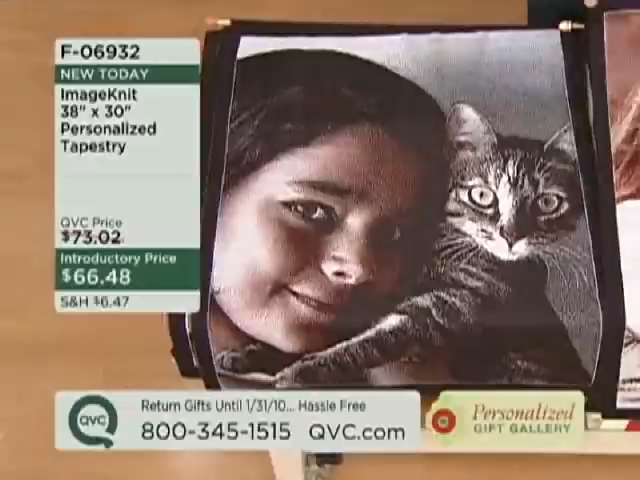 F-06932
NEW TODAY
ImageKnit
38" x 30"
Personalized
Tapestry
QVC Price
$73.02
Introductory Price
$66.48
S&H $6.47
QVC
Return Gifts Until 1/31/10... Hassle Free
800-345-1515 QVC.com
Personalized
GIFT GALLERY